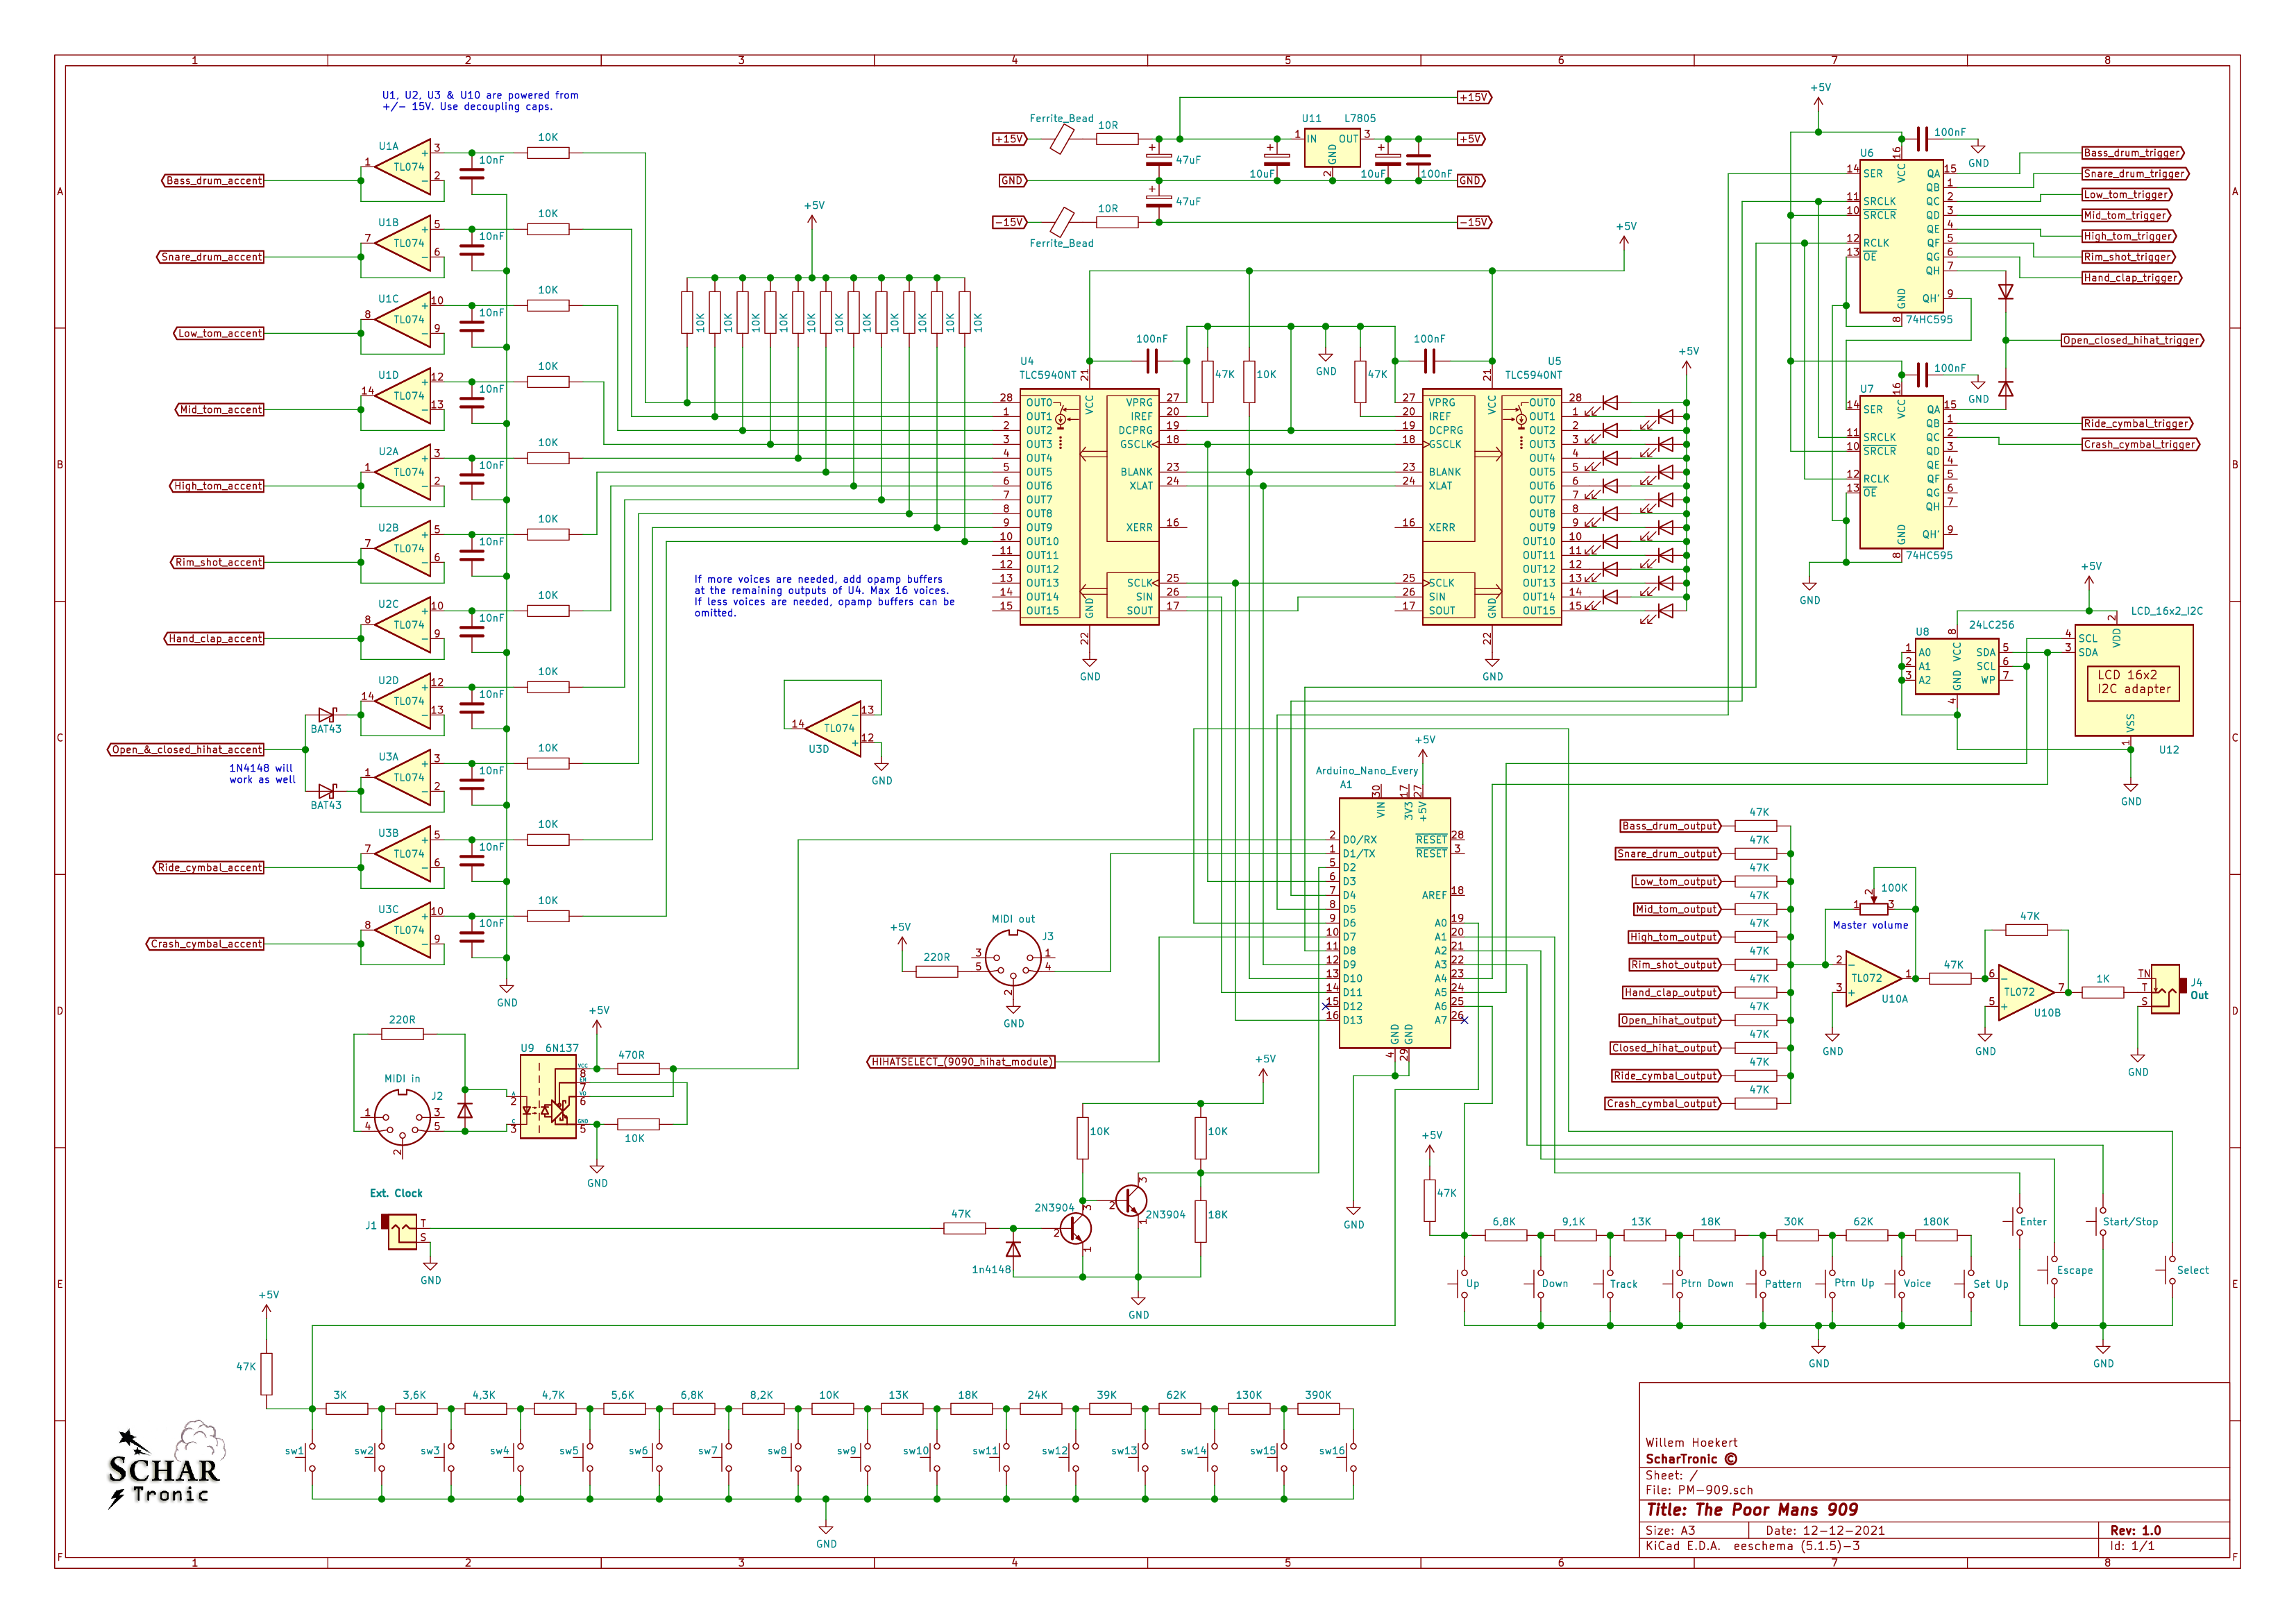 1 2 3 4 5 6 7 8
A B C D E F
U1, U2, U3 & U10 are powered from
+/- 15V. Use decoupling caps.
U1A
TL074
3
2
1
10nF
10K
Bass_drum_accent
U1B
TL074
5
6
7
10nF
10K
Snare_drum_accent
U1C
TL074
10
9
8
10nF
10K
Low_tom_accent
U1D
TL074
12
13
14
10nF
10K
Mid_tom_accent
U2A
TL074
3
2
1
10nF
10K
High_tom_accent
U2B
TL074
5
6
7
10nF
10K
Rim_shot_accent
U2C
TL074
10
9
8
10nF
10K
Hand_clap_accent
U2D
TL074
12
13
14
10nF
10K
BAT43
Open_&_closed_hihat_accent
1N4148 will
work as well
BAT43
U3A
TL074
3
2
1
10nF
10K
U3B
TL074
5
6
7
10nF
10K
Ride_cymbal_accent
U3C
TL074
10
9
8
10nF
10K
Crash_cymbal_accent
GND
+5V
10K 10K 10K 10K 10K 10K 10K 10K 10K 10K 10K
If more voices are needed, add opamp buffers
at the remaining outputs of U4. Max 16 voices.
If less voices are needed, opamp buffers can be
omitted.
14
TL074
13
12
U3D
GND
+15V
Ferrite_Bead
10R
47uF
GND
47uF
-15V
Ferrite_Bead
10R
+15V
U11 L7805
1 IN OUT 3
GND
2
10uF
10uF
100nF
+5V
GND
-15V
+5V
U4
TLC5940NT
21
VCC
100nF
28 OUT0
1 OUT1
2 OUT2
3 OUT3
4 OUT4
5 OUT5
6 OUT6
7 OUT7
8 OUT8
9 OUT9
10 OUT10
11 OUT11
12 OUT12
13 OUT13
14 OUT14
15 OUT15
VPRG 27
IREF 20
DCPRG 19
GSCLK 18
BLANK 23
XLAT 24
XERR 16
SCLK 25
SIN 26
SOUT 17
GND
22
GND
47K
10K
GND
47K
100nF
U5
TLC5940NT
21
VCC
27 VPRG
20 IREF
19 DCPRG
18 GSCLK
23 BLANK
24 XLAT
16 XERR
25 SCLK
26 SIN
17 SOUT
OUT0 28
OUT1 1
OUT2 2
OUT3 3
OUT4 4
OUT5 5
OUT6 6
OUT7 7
OUT8 8
OUT9 9
OUT10 10
OUT11 11
OUT12 12
OUT13 13
OUT14 14
OUT15 15
GND
22
GND
+5V
+5V
U6
16
VCC
100nF
GND
14 SER
11 SRCLK
10 SRCLR
12 RCLK
13 OE
QA 15
QB 1
QC 2
QD 3
QE 4
QF 5
QG 6
QH 7
QH' 9
GND
8
74HC595
Bass_drum_trigger
Snare_drum_trigger
Low_tom_trigger
Mid_tom_trigger
High_tom_trigger
Rim_shot_trigger
Hand_clap_trigger
Open_closed_hihat_trigger
U7
16
VCC
100nF
GND
14 SER
11 SRCLK
10 SRCLR
12 RCLK
13 OE
QA 15
QB 1
QC 2
QD 3
QE 4
QF 5
QG 6
QH 7
QH' 9
GND
8
74HC595
GND
Ride_cymbal_trigger
Crash_cymbal_trigger
+5V
LCD_16x2_I2C
U8
24LC256
8
VCC
1 A0
2 A1
3 A2
SDA 5
SCL 6
WP 7
GND
4
2
VDD
4 SCL
3 SDA
LCD 16x2
I2C adapter
VSS
1
U12
GND
+5V
Arduino_Nano_Every
A1
30 VIN
17 3V3
27 +5V
2 D0/RX
1 D1/TX
5 D2
6 D3
7 D4
8 D5
9 D6
10 D7
11 D8
12 D9
13 D10
14 D11
15 D12
16 D13
RESET 28
RESET 3
AREF 18
A0 19
A1 20
A2 21
A3 22
A4 23
A5 24
A6 25
A7 26
GND GND
4 29
GND
Bass_drum_output 47K
Snare_drum_output 47K
Low_tom_output 47K
Mid_tom_output 47K
High_tom_output 47K
Rim_shot_output 47K
Hand_clap_output 47K
Open_hihat_output 47K
Closed_hihat_output 47K
Ride_cymbal_output 47K
Crash_cymbal_output 47K
100K
1 2 3
Master volume
2
3
1
TL072
U10A
GND
47K
47K
6
5
7
TL072
U10B
GND
1K
TN
T
S
J4
Out
GND
+5V
220R
MIDI out
J3
3 1
5 4
2
GND
HIHATSELECT_(9090_hihat_module)
220R
MIDI in
J2
1 3
4 5
2
U9 6N137
2
3
VCC
8
7
6
5
GND
+5V
470R
10K
GND
Ext. Clock
J1
T
S
GND
47K
1n4148
2N3904
2
3
1
2N3904
2
3
1
10K
10K
18K
+5V
GND
+5V
47K
6,8K 9,1K 13K 18K 30K 62K 180K
Up Down Track Ptrn Down Pattern Ptrn Up Voice Set Up
GND
Enter
Escape
Start/Stop
Select
GND
+5V
47K
3K 3,6K 4,3K 4,7K 5,6K 6,8K 8,2K 10K 13K 18K 24K 39K 62K 130K 390K
sw1 sw2 sw3 sw4 sw5 sw6 sw7 sw8 sw9 sw10 sw11 sw12 sw13 sw14 sw15 sw16
GND
SCHAR
Tronic
Willem Hoekert
ScharTronic ©
Sheet: /
File: PM-909.sch
Title: The Poor Mans 909
Size: A3 Date: 12-12-2021 Rev: 1.0
KiCad E.D.A. eeschema (5.1.5)-3 Id: 1/1
1 2 3 4 5 6 7 8